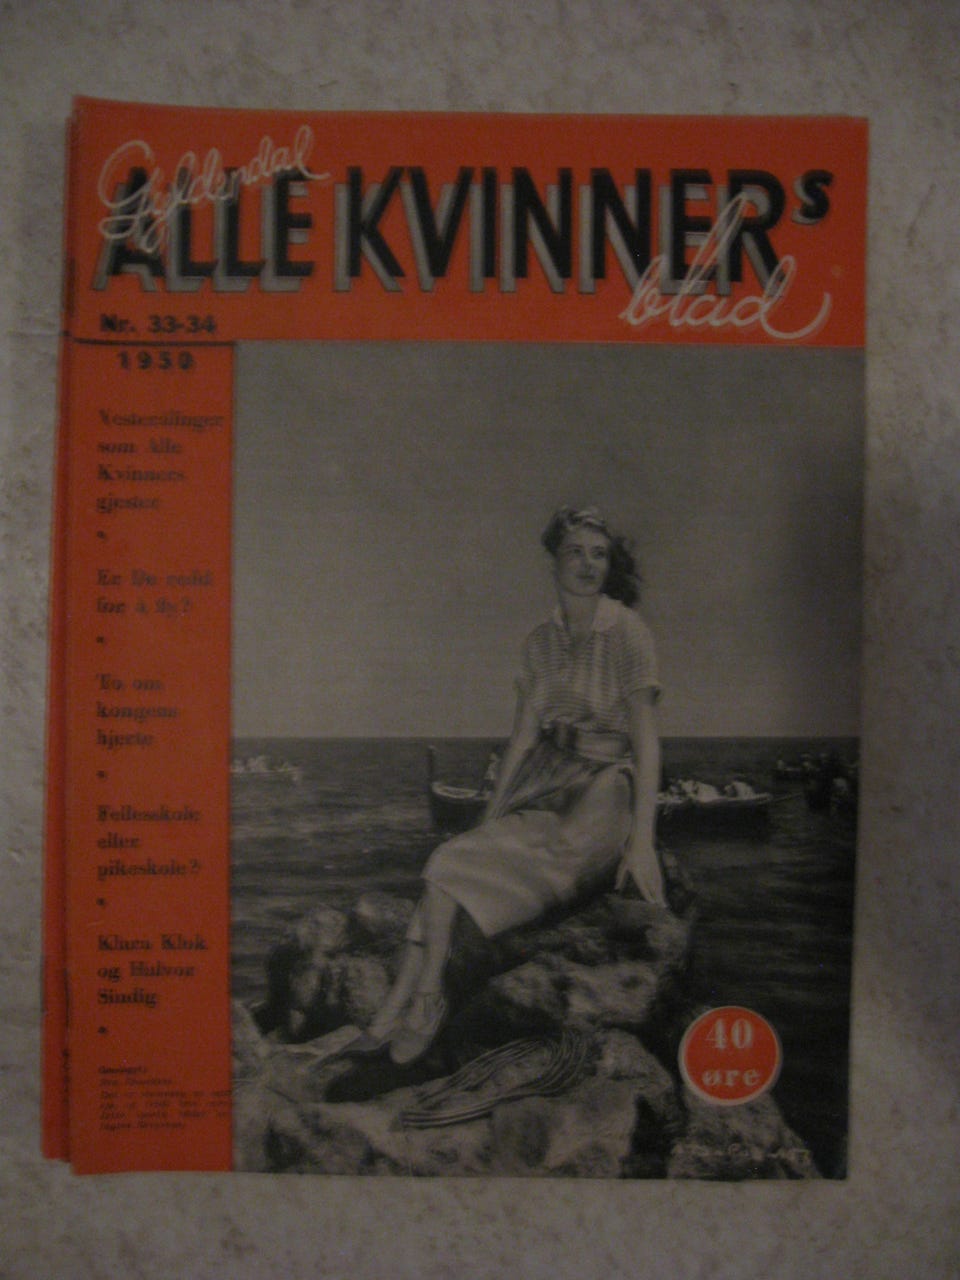 Gyldendal
ALLE KVINNERs
blad
Nr. 33-34
1950
Vesterålinger
som Alle
Kvinners
gjester
Er De redd
for å fly?
To om
kongens
hjerte
Fellesskole
eller
pikeskole?
Klara Klok
og Halvor
Sindig
40
øre